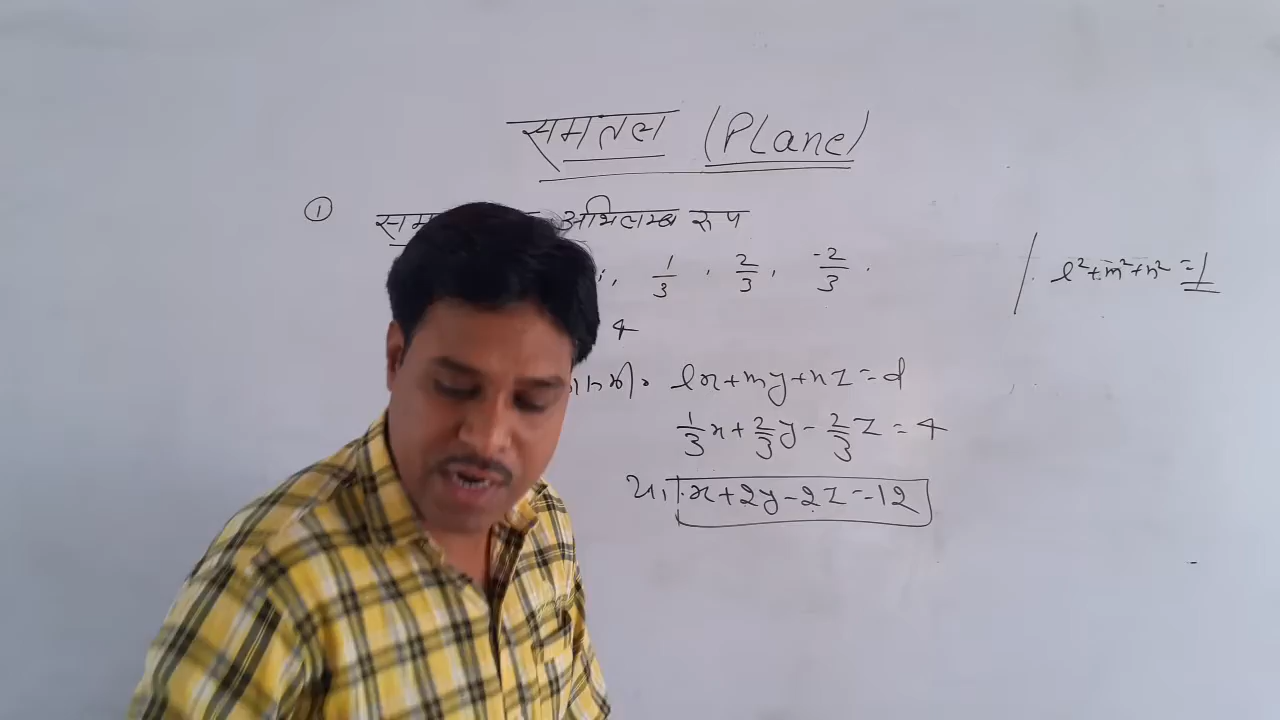 समतल (PLane)
① अभिलम्ब रूप
1/3, 2/3, -2/3.
4
lx+my+nz=d
1/3x+2/3y-2/3z=4
या, x+2y-2z=12
l²+m²+n²=1